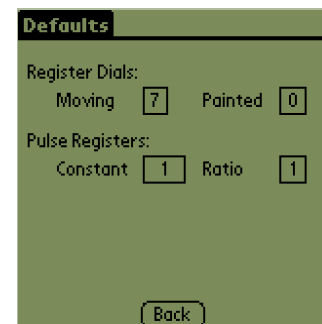 Defaults
Register Dials:
Moving 7 Painted 0
Pulse Registers:
Constant 1 Ratio 1
Back